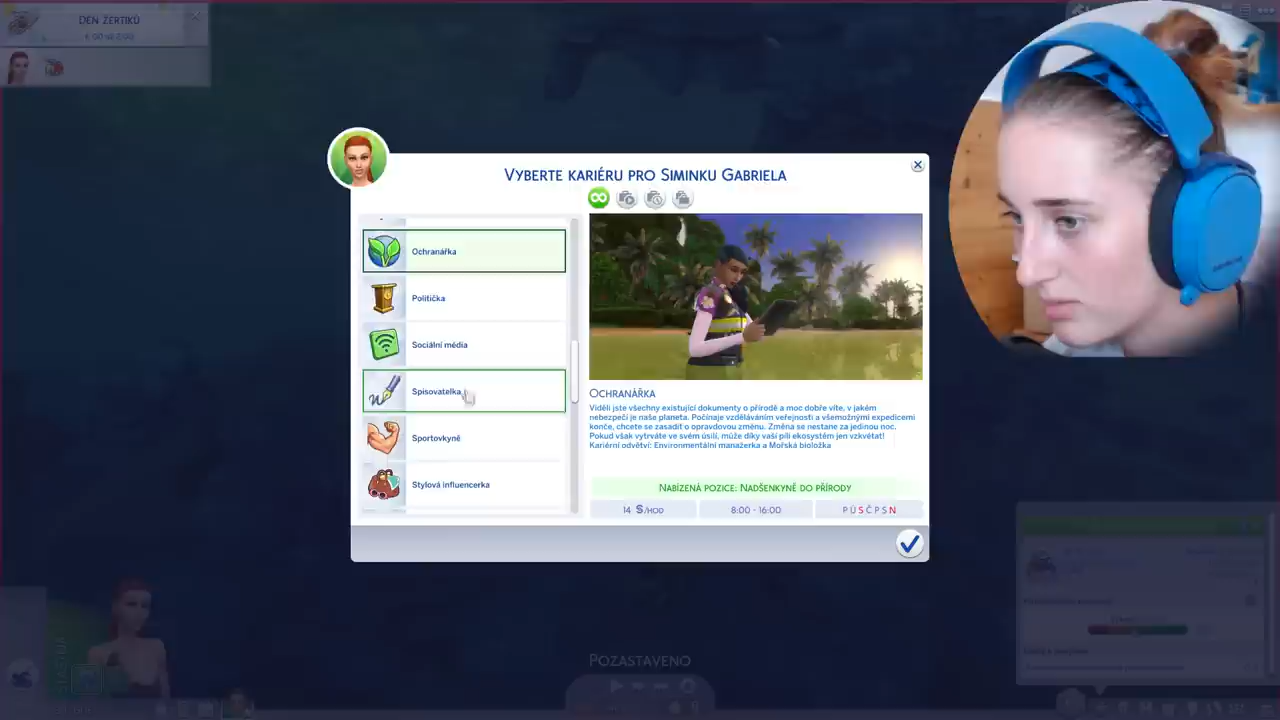 DEN ŽERTÍKŮ
VYBERTE KARIÉRU PRO SIMINKU GABRIELA
Ochranářka
Politička
Sociální média
Spisovatelka
Sportovkyně
Stylová influencerka
OCHRANÁŘKA
Viděli jste všechny existující dokumenty o přírodě a moc dobře víte, v jakém
nebezpečí je naše planeta. Počínaje vzděláváním veřejnosti a všemožnými expedicemi
konče, chcete se zasadit o opravdovou změnu. Změna se nestane za jedinou noc.
Pokud však vytrváte ve svém úsilí, může díky vaší píli ekosystém jen vzkvétat!
Kariérní odvětví: Environmentální manažerka a Mořská bioložka
NABÍZENÁ POZICE: NADŠENKYNĚ DO PŘÍRODY
14 §/HOD
8:00 - 16:00
P Ú S Č P S N
POZASTAVENO